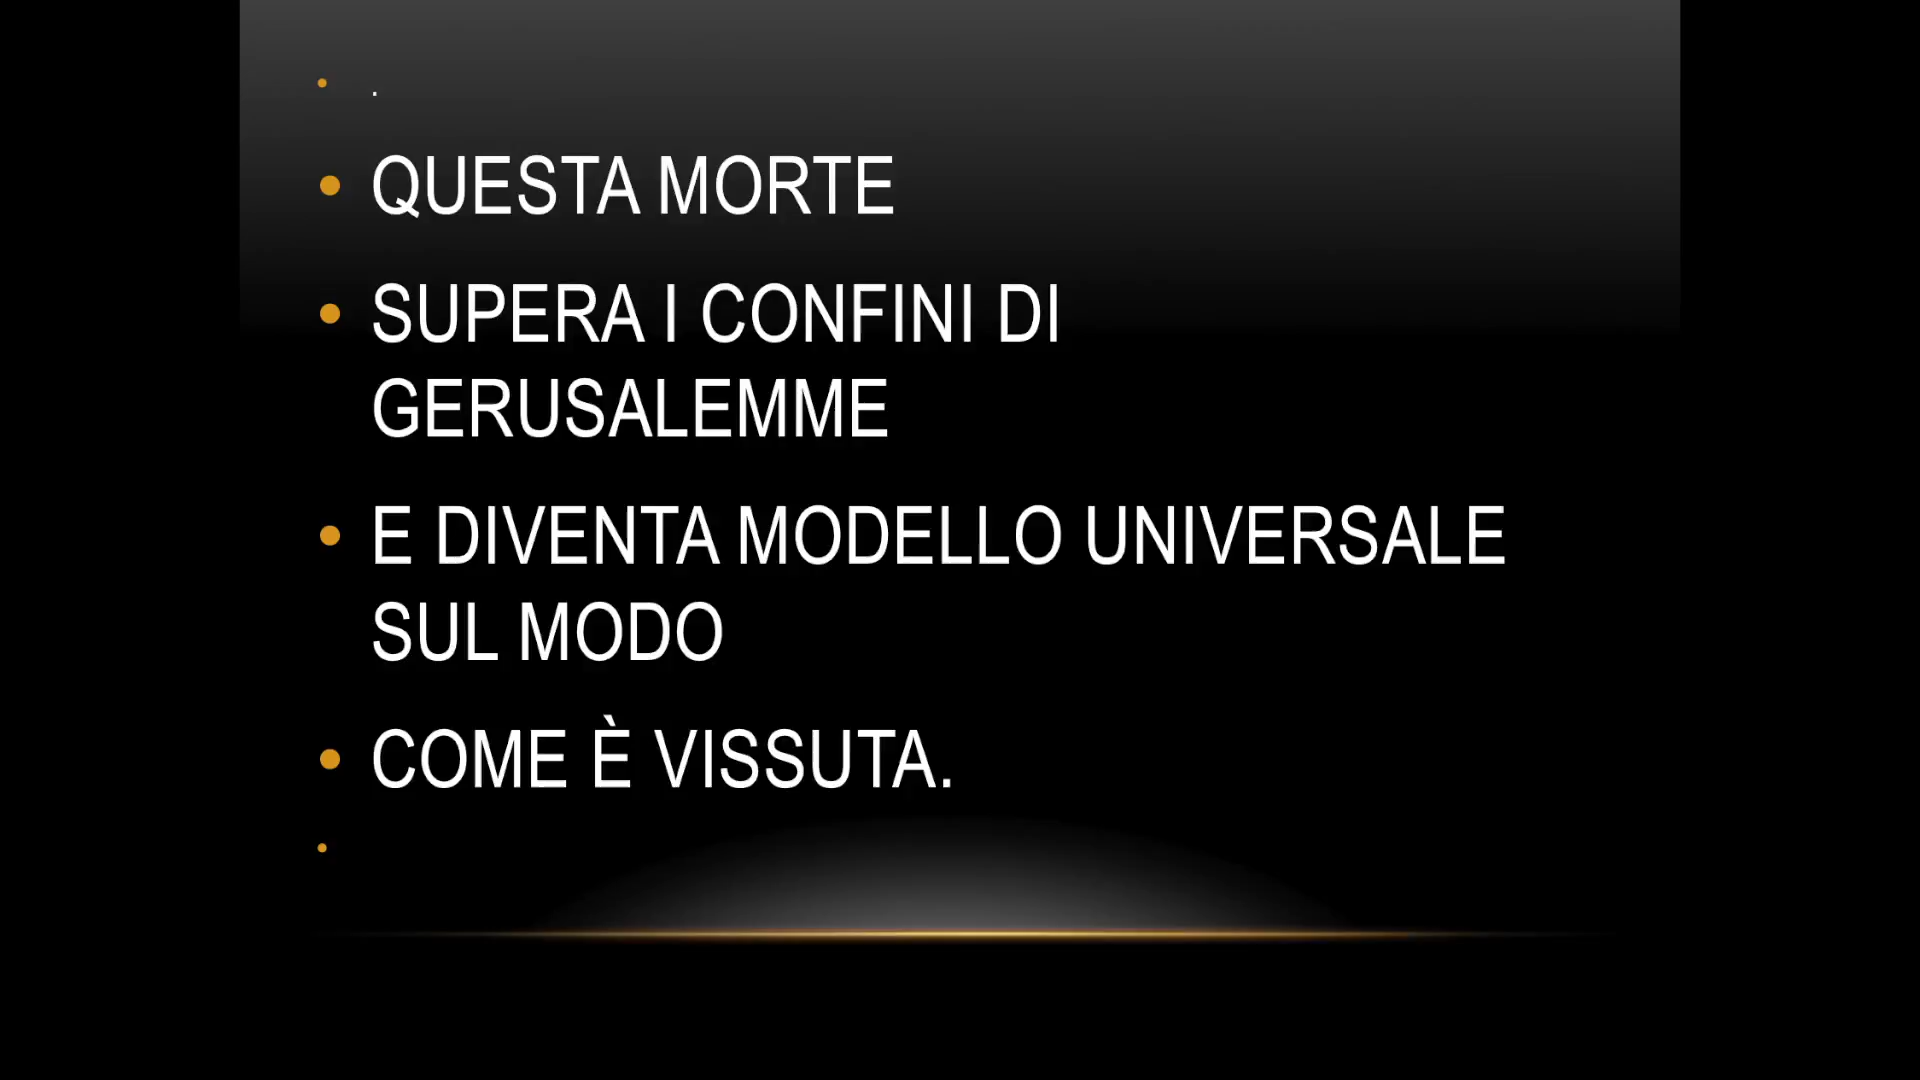 • .
• QUESTA MORTE
• SUPERA I CONFINI DI
GERUSALEMME
• E DIVENTA MODELLO UNIVERSALE
SUL MODO
• COME È VISSUTA.
•